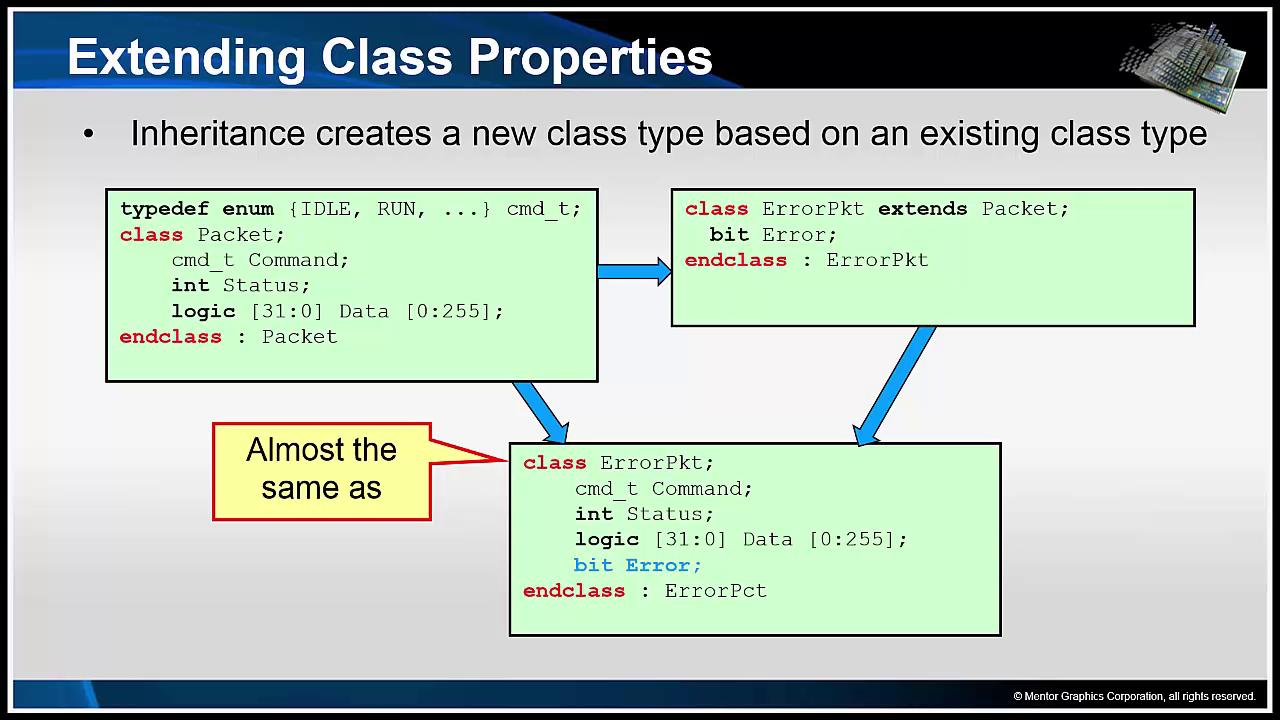 Extending Class Properties
• Inheritance creates a new class type based on an existing class type
typedef enum {IDLE, RUN, ...} cmd_t;
class Packet;
cmd_t Command;
int Status;
logic [31:0] Data [0:255];
endclass : Packet
class ErrorPkt extends Packet;
bit Error;
endclass : ErrorPkt
Almost the
same as
class ErrorPkt;
cmd_t Command;
int Status;
logic [31:0] Data [0:255];
bit Error;
endclass : ErrorPct
© Mentor Graphics Corporation, all rights reserved.